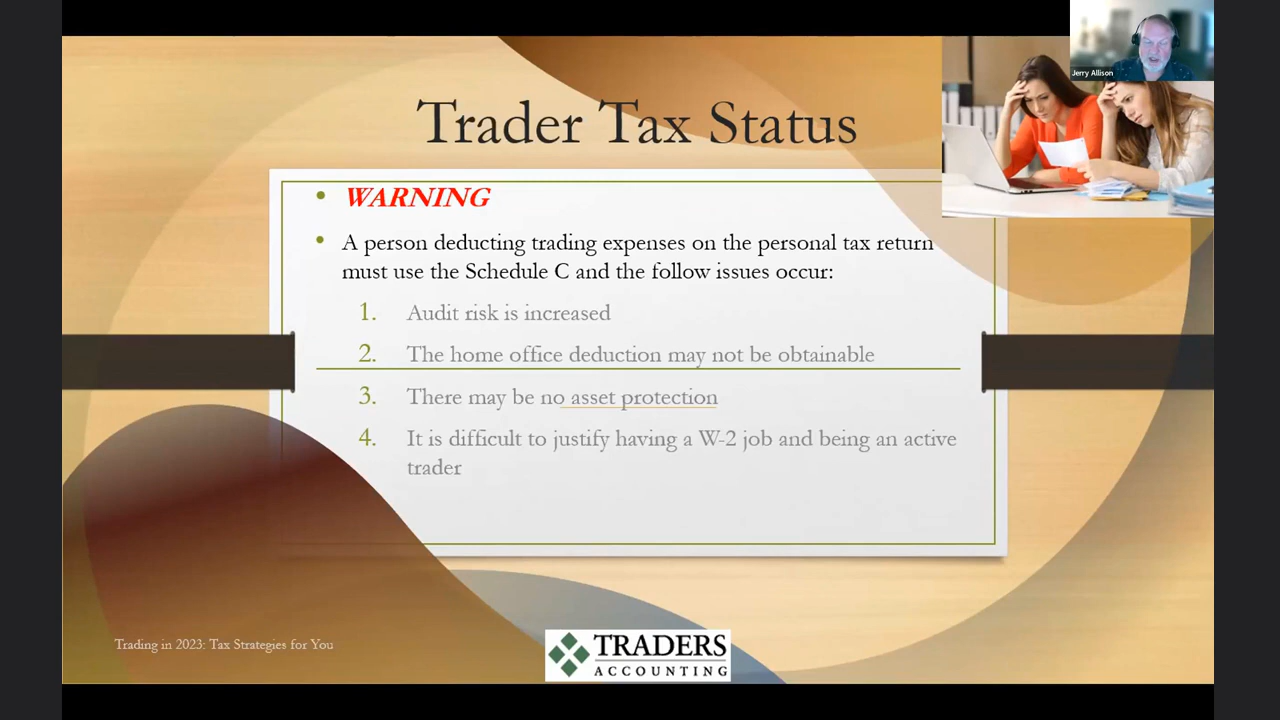 Jerry Allison
Trader Tax Status
• WARNING
• A person deducting trading expenses on the personal tax return
must use the Schedule C and the follow issues occur:
1. Audit risk is increased
2. The home office deduction may not be obtainable
3. There may be no asset protection
4. It is difficult to justify having a W-2 job and being an active
trader
Trading in 2023: Tax Strategies for You
TRADERS
ACCOUNTING